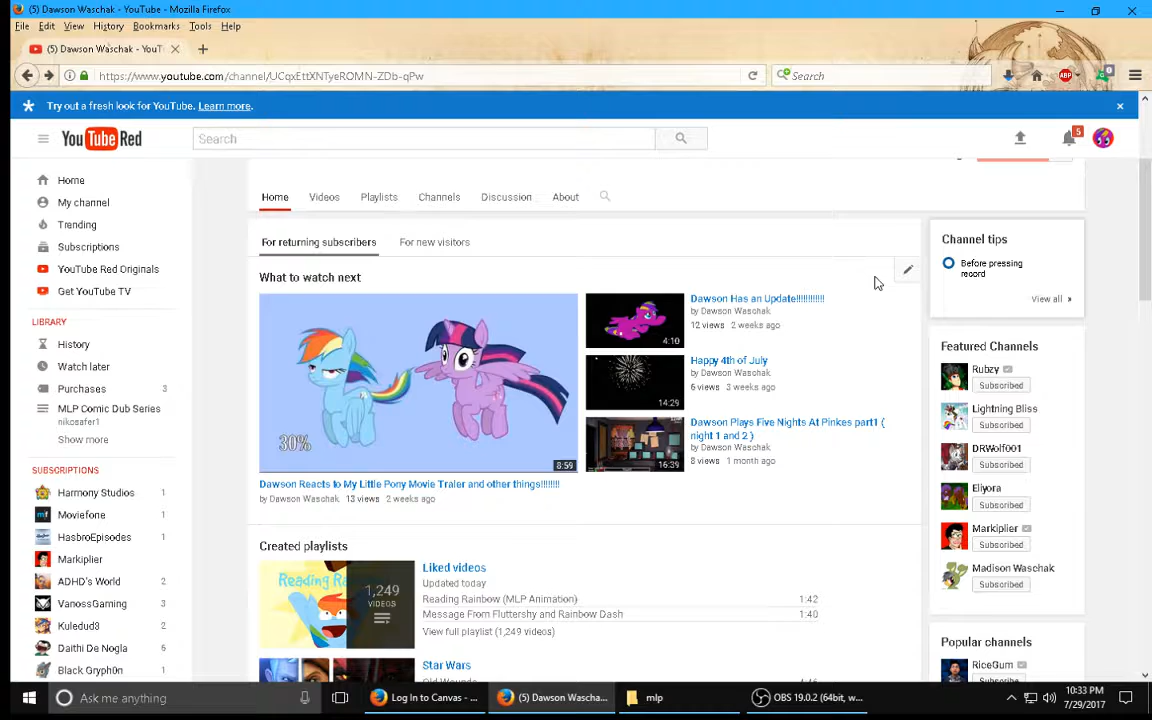 (5) Dawson Waschak - YouTube - Mozilla Firefox
File Edit View History Bookmarks Tools Help
(5) Dawson Waschak - YouT
https://www.youtube.com/channel/UCqxEttXNTyeROMN-ZDb-qPw
Search
ABP
0
Try out a fresh look for YouTube. Learn more.
YouTube Red
Search
5
Home
My channel
Trending
Subscriptions
YouTube Red Originals
Get YouTube TV
LIBRARY
History
Watch later
Purchases 3
MLP Comic Dub Series
nikosafer1
Show more
SUBSCRIPTIONS
Harmony Studios 1
Moviefone 1
HasbroEpisodes 1
Markiplier
ADHD's World 2
VanossGaming 3
Kuledud3 2
Daithi De Nogla 6
Black Gryph0n 1
Home Videos Playlists Channels Discussion About
For returning subscribers For new visitors
What to watch next
30%
8:59
Dawson Reacts to My Little Pony Movie Traler and other things!!!!!!!!
by Dawson Waschak 13 views 2 weeks ago
4:10
Dawson Has an Update!!!!!!!!!!!!
by Dawson Waschak
12 views 2 weeks ago
14:29
Happy 4th of July
by Dawson Waschak
6 views 3 weeks ago
16:39
Dawson Plays Five Nights At Pinkes part1 (
night 1 and 2 )
by Dawson Waschak
8 views 1 month ago
Created playlists
Reading Rainbow
1,249
VIDEOS
Liked videos
Updated today
Reading Rainbow (MLP Animation) 1:42
Message From Fluttershy and Rainbow Dash 1:40
View full playlist (1,249 videos)
Star Wars
Channel tips
Before pressing
record
View all
Featured Channels
Rubzy
Subscribed
Lightning Bliss
Subscribed
DRWolf001
Subscribed
Eliyora
Subscribed
Markiplier
Subscribed
Madison Waschak
Subscribed
Popular channels
RiceGum
Ask me anything
Log In to Canvas - ...
(5) Dawson Wascha...
mlp
OBS 19.0.2 (64bit, w...
10:33 PM
7/29/2017